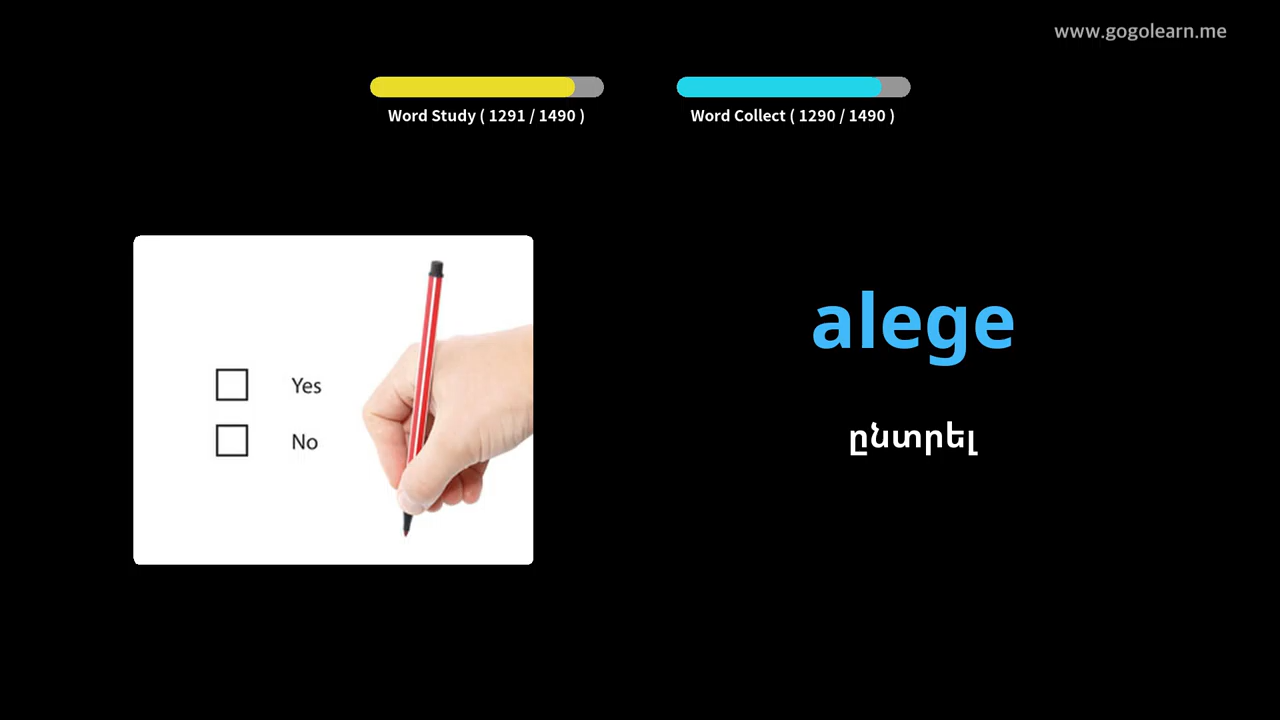 www.gogolearn.me
Word Study ( 1291 / 1490 )
Word Collect ( 1290 / 1490 )
Yes
No
alege
ընտրել